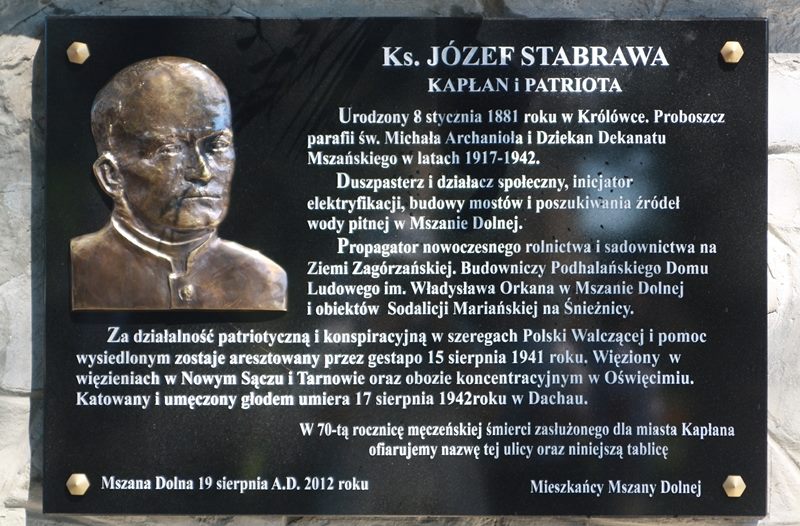 Ks. JÓZEF STABRAWA
KAPŁAN i PATRIOTA
Urodzony 8 stycznia 1881 roku w Królówce. Proboszcz
parafii św. Michała Archanioła i Dziekan Dekanatu
Mszańskiego w latach 1917-1942.
Duszpasterz i działacz społeczny, inicjator
elektryfikacji, budowy mostów i poszukiwania źródeł
wody pitnej w Mszanie Dolnej.
Propagator nowoczesnego rolnictwa i sadownictwa na
Ziemi Zagórzańskiej. Budowniczy Podhalańskiego Domu
Ludowego im. Władysława Orkana w Mszanie Dolnej
i obiektów Sodalicji Mariańskiej na Śnieżnicy.
Za działalność patriotyczną i konspiracyjną w szeregach Polski Walczącej i pomoc
wysiedlonym zostaje aresztowany przez gestapo 15 sierpnia 1941 roku. Więziony w
więzieniach w Nowym Sączu i Tarnowie oraz obozie koncentracyjnym w Oświęcimiu.
Katowany i umęczony głodem umiera 17 sierpnia 1942roku w Dachau.
W 70-tą rocznicę męczeńskiej śmierci zasłużonego dla miasta Kapłana
ofiarujemy nazwę tej ulicy oraz niniejszą tablicę
Mszana Dolna 19 sierpnia A.D. 2012 roku
Mieszkańcy Mszany Dolnej